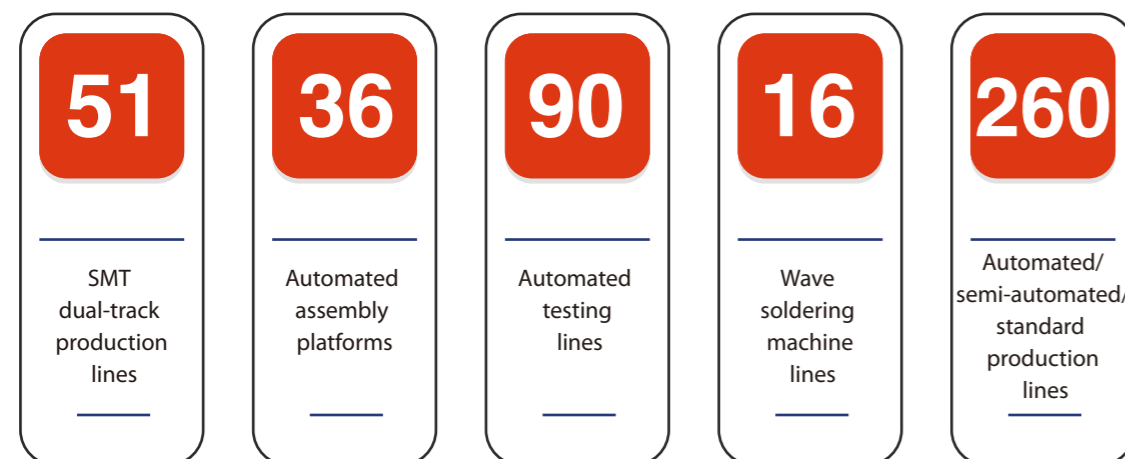 51
SMT
dual-track
production
lines
36
Automated
assembly
platforms
90
Automated
testing
lines
16
Wave
soldering
machine
lines
260
Automated/
semi-automated/
standard
production
lines